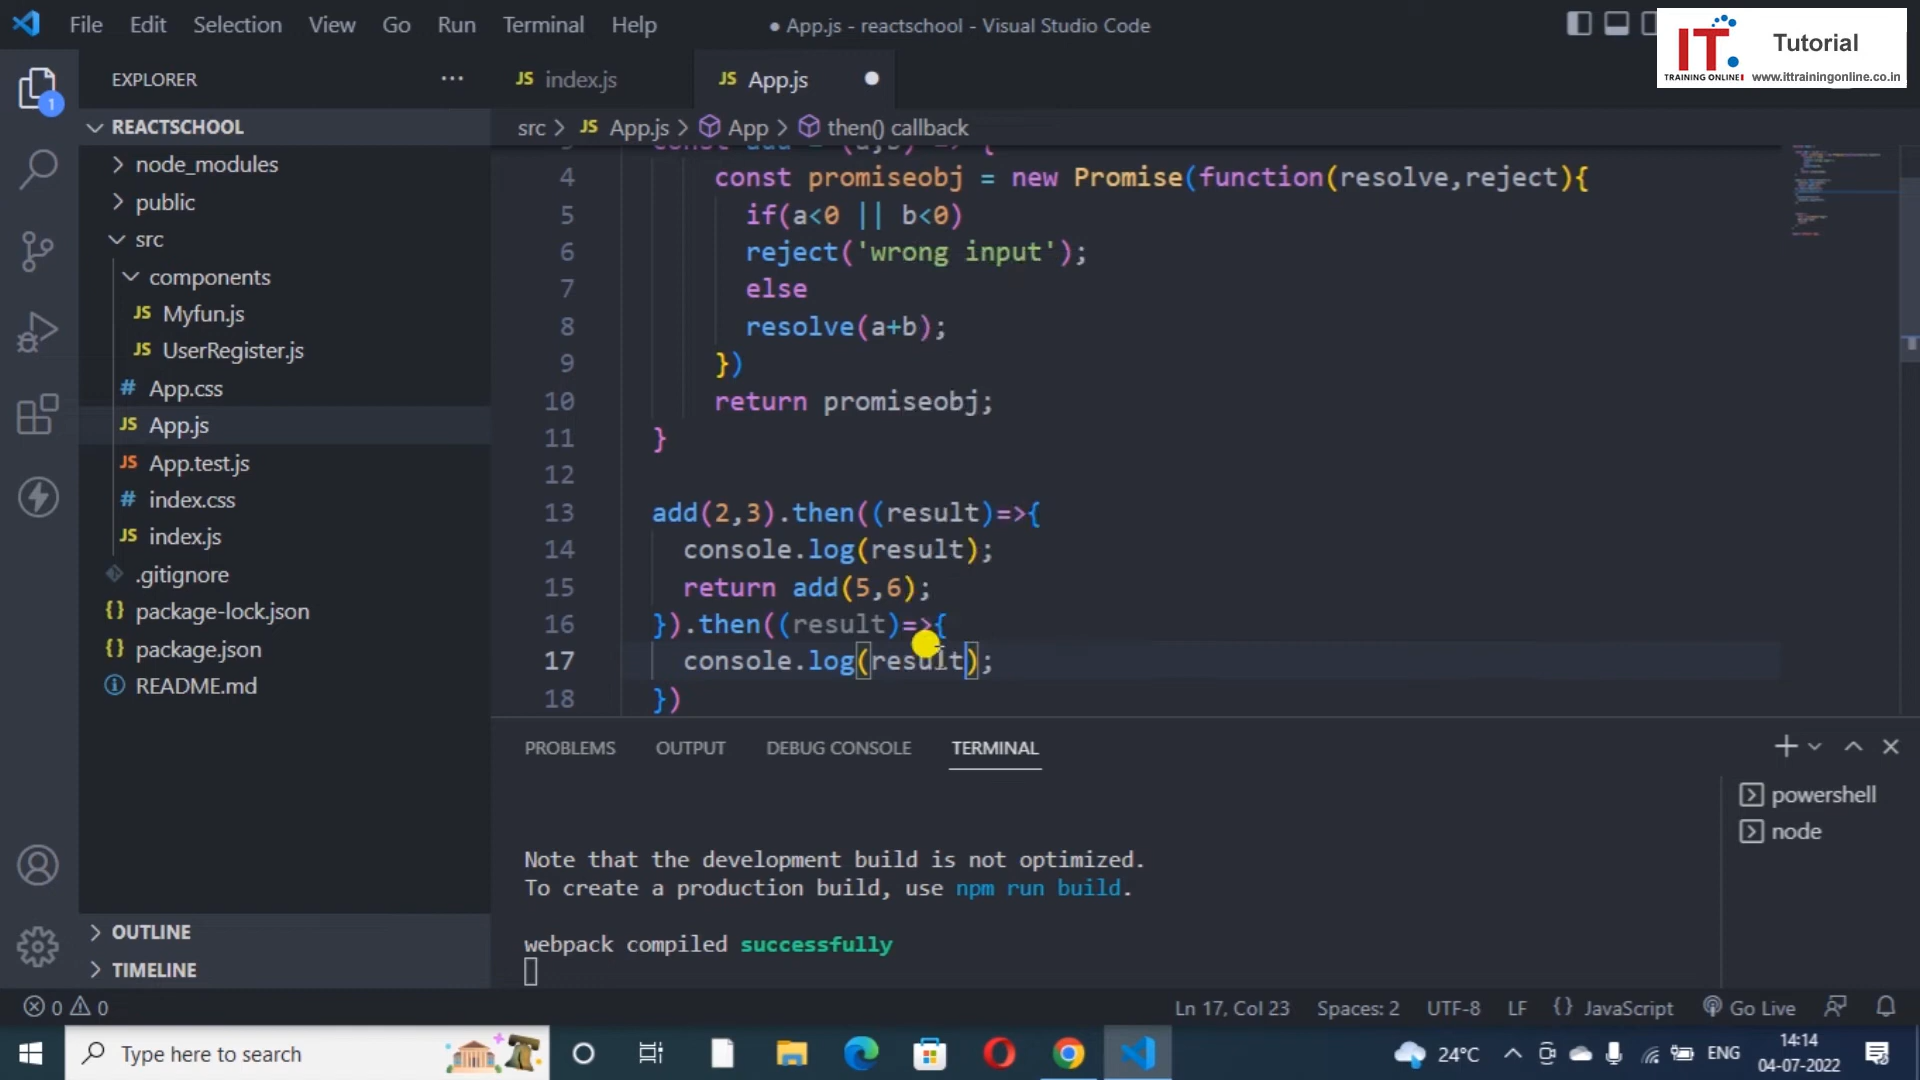 File Edit Selection View Go Run Terminal Help
● App.js - reactschool - Visual Studio Code
IT.
TRAINING ONLINE
Tutorial
www.ittrainingonline.co.in
EXPLORER
JS index.js
JS App.js
REACTSCHOOL
src > JS App.js > App > then() callback
node_modules
public
src
components
JS Myfun.js
JS UserRegister.js
# App.css
JS App.js
JS App.test.js
# index.css
JS index.js
.gitignore
{} package-lock.json
{} package.json
README.md
OUTLINE
TIMELINE
1
3 const add = (a,b) => {
4 const promiseobj = new Promise(function(resolve,reject){
5 if(a<0 || b<0)
6 reject('wrong input');
7 else
8 resolve(a+b);
9 })
10 return promiseobj;
11 }
12
13 add(2,3).then((result)=>{
14 console.log(result);
15 return add(5,6);
16 }).then((result)=>{
17 console.log(result);
18 })
PROBLEMS OUTPUT DEBUG CONSOLE TERMINAL
Note that the development build is not optimized.
To create a production build, use npm run build.
webpack compiled successfully
powershell
node
0 0
Ln 17, Col 23 Spaces: 2 UTF-8 LF {} JavaScript Go Live
Type here to search
24°C
ENG
14:14
04-07-2022